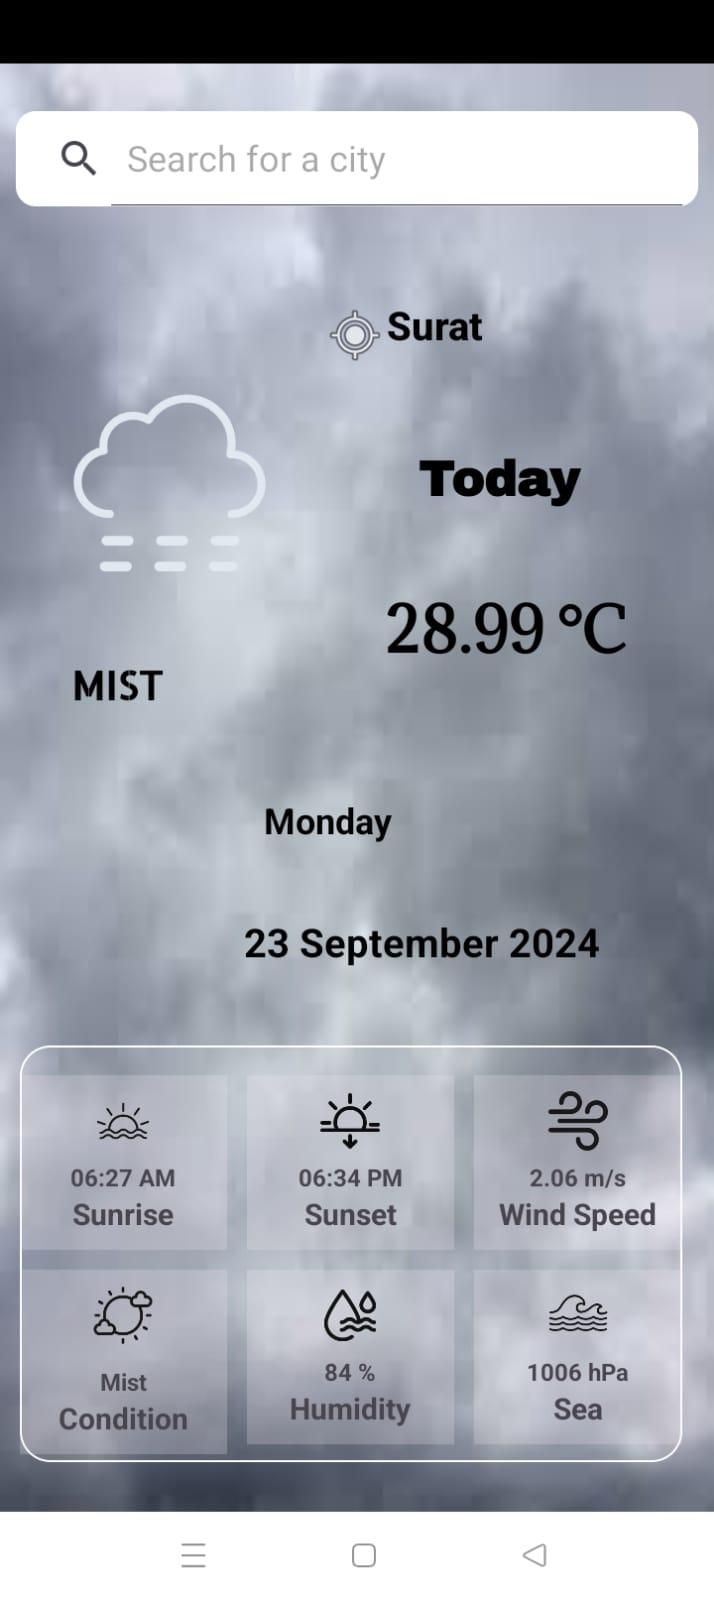 Search for a city
Surat
Today
28.99 °C
MIST
Monday
23 September 2024
06:27 AM
Sunrise
06:34 PM
Sunset
2.06 m/s
Wind Speed
Mist
Condition
84 %
Humidity
1006 hPa
Sea